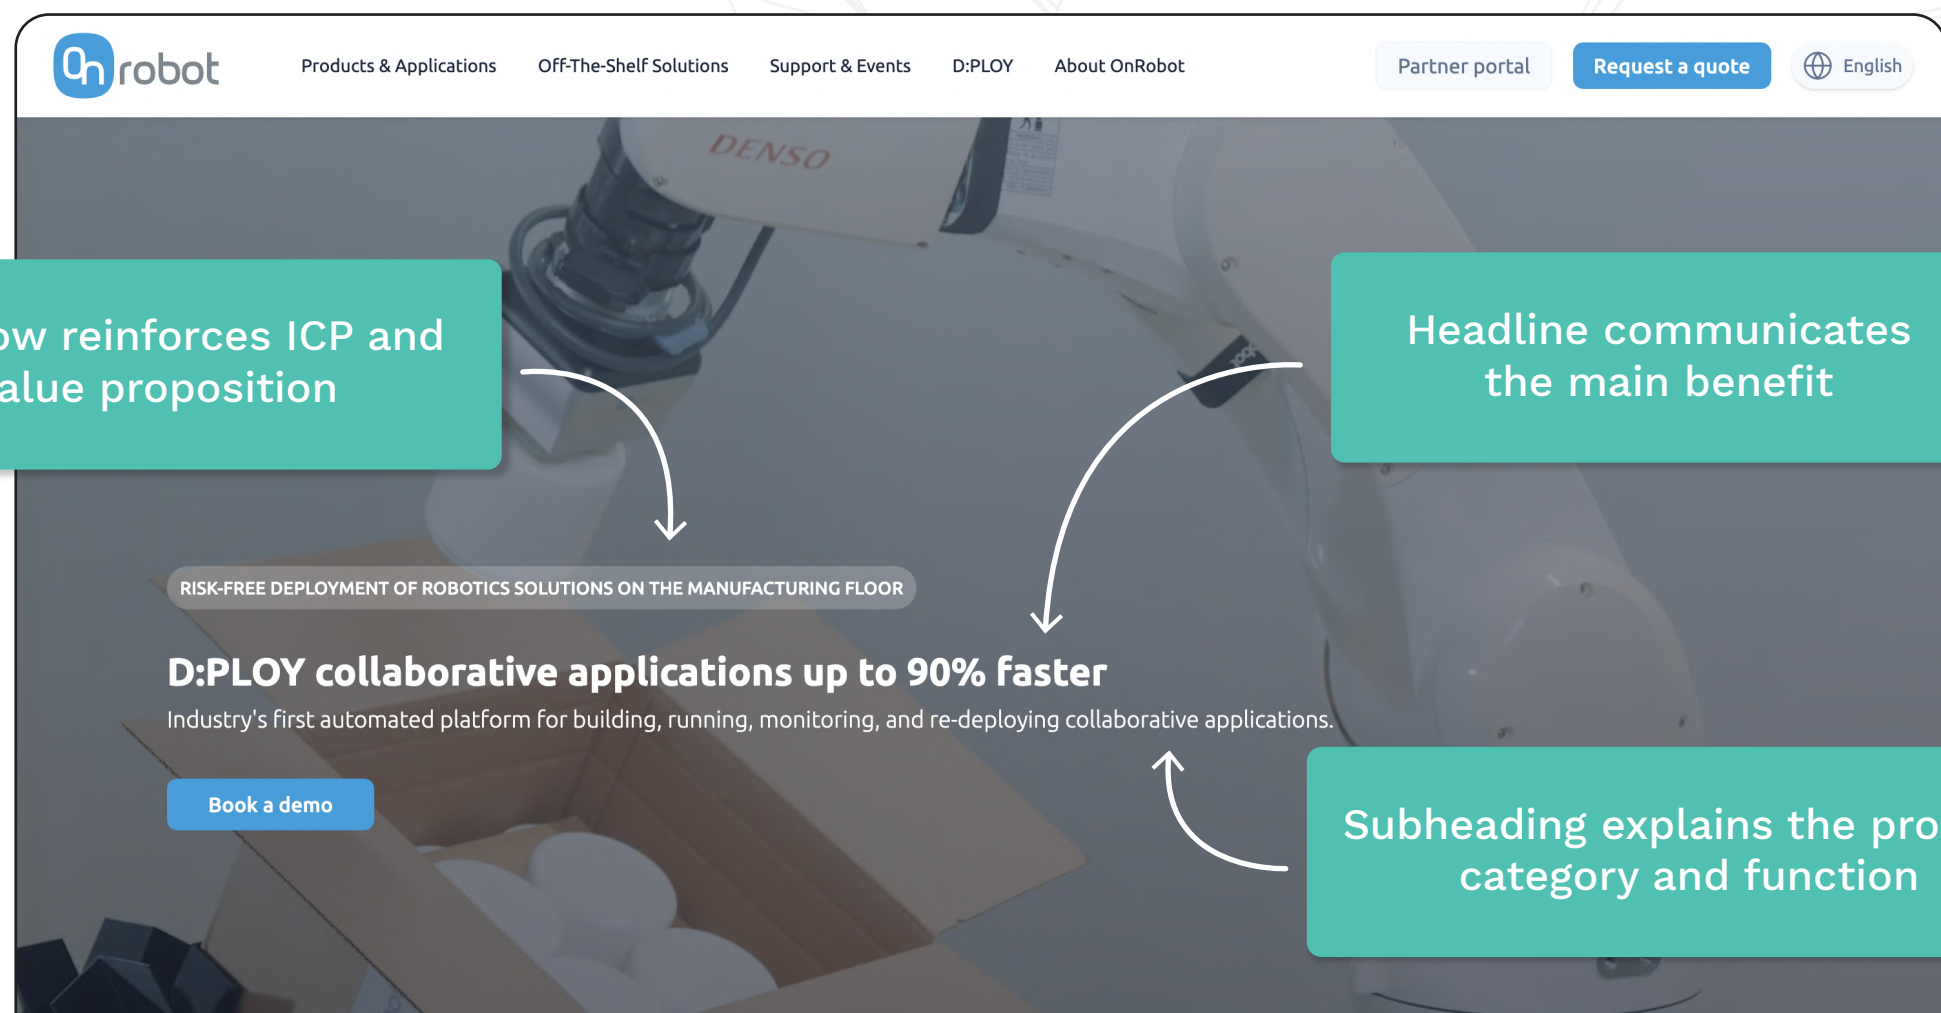 On robot
Products & Applications
Off-The-Shelf Solutions
Support & Events
D:PLOY
About OnRobot
Partner portal
Request a quote
English
DENSO
reinforces ICP and
proposition
Headline communicates
the main benefit
RISK-FREE DEPLOYMENT OF ROBOTICS SOLUTIONS ON THE MANUFACTURING FLOOR
D:PLOY collaborative applications up to 90% faster
Industry's first automated platform for building, running, monitoring, and re-deploying collaborative applications.
Book a demo
Subheading explains the
category and function